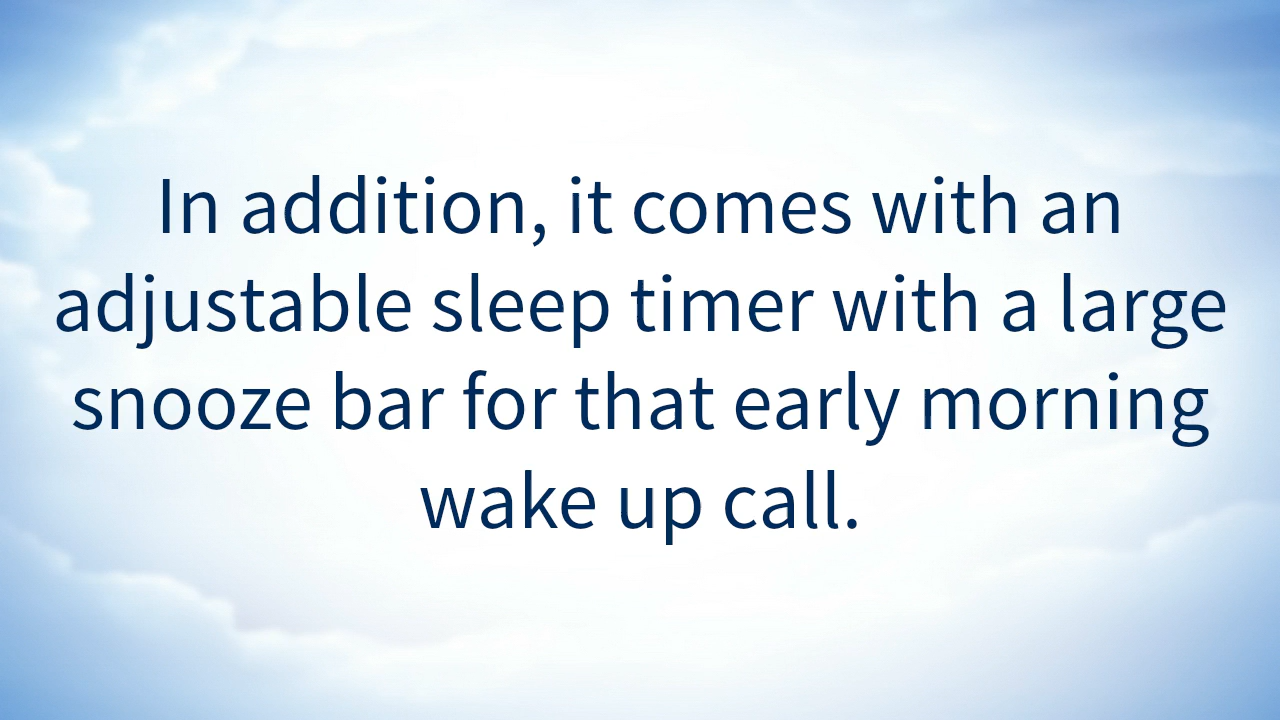 In addition, it comes with an
adjustable sleep timer with a large
snooze bar for that early morning
wake up call.